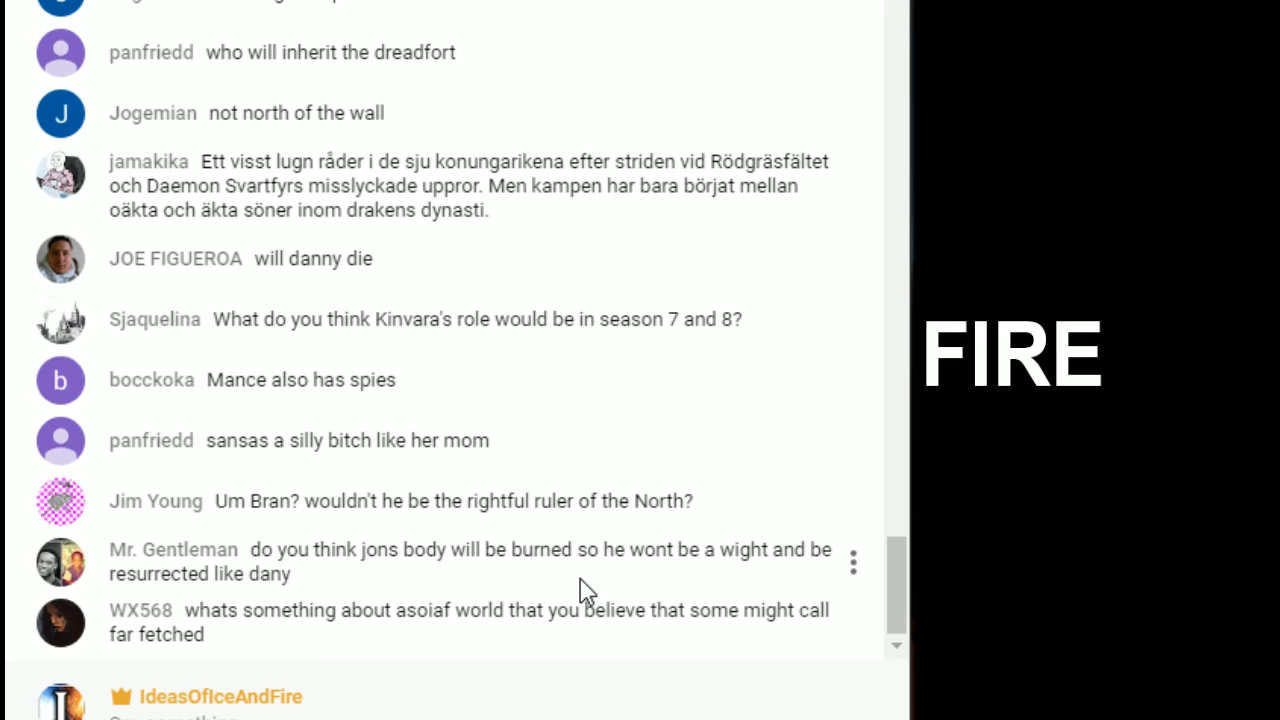 panfriedd who will inherit the dreadfort
J Jogemian not north of the wall
jamakika Ett visst lugn råder i de sju konungarikena efter striden vid Rödgräsfältet
och Daemon Svartfyrs misslyckade uppror. Men kampen har bara börjat mellan
oäkta och äkta söner inom drakens dynasti.
JOE FIGUEROA will danny die
Sjaquelina What do you think Kinvara's role would be in season 7 and 8?
FIRE
b bocckoka Mance also has spies
panfriedd sansas a silly bitch like her mom
Jim Young Um Bran? wouldn't he be the rightful ruler of the North?
Mr. Gentleman do you think jons body will be burned so he wont be a wight and be
resurrected like dany
WX568 whats something about asoiaf world that you believe that some might call
far fetched
I IdeasOfIceAndFire
Say something